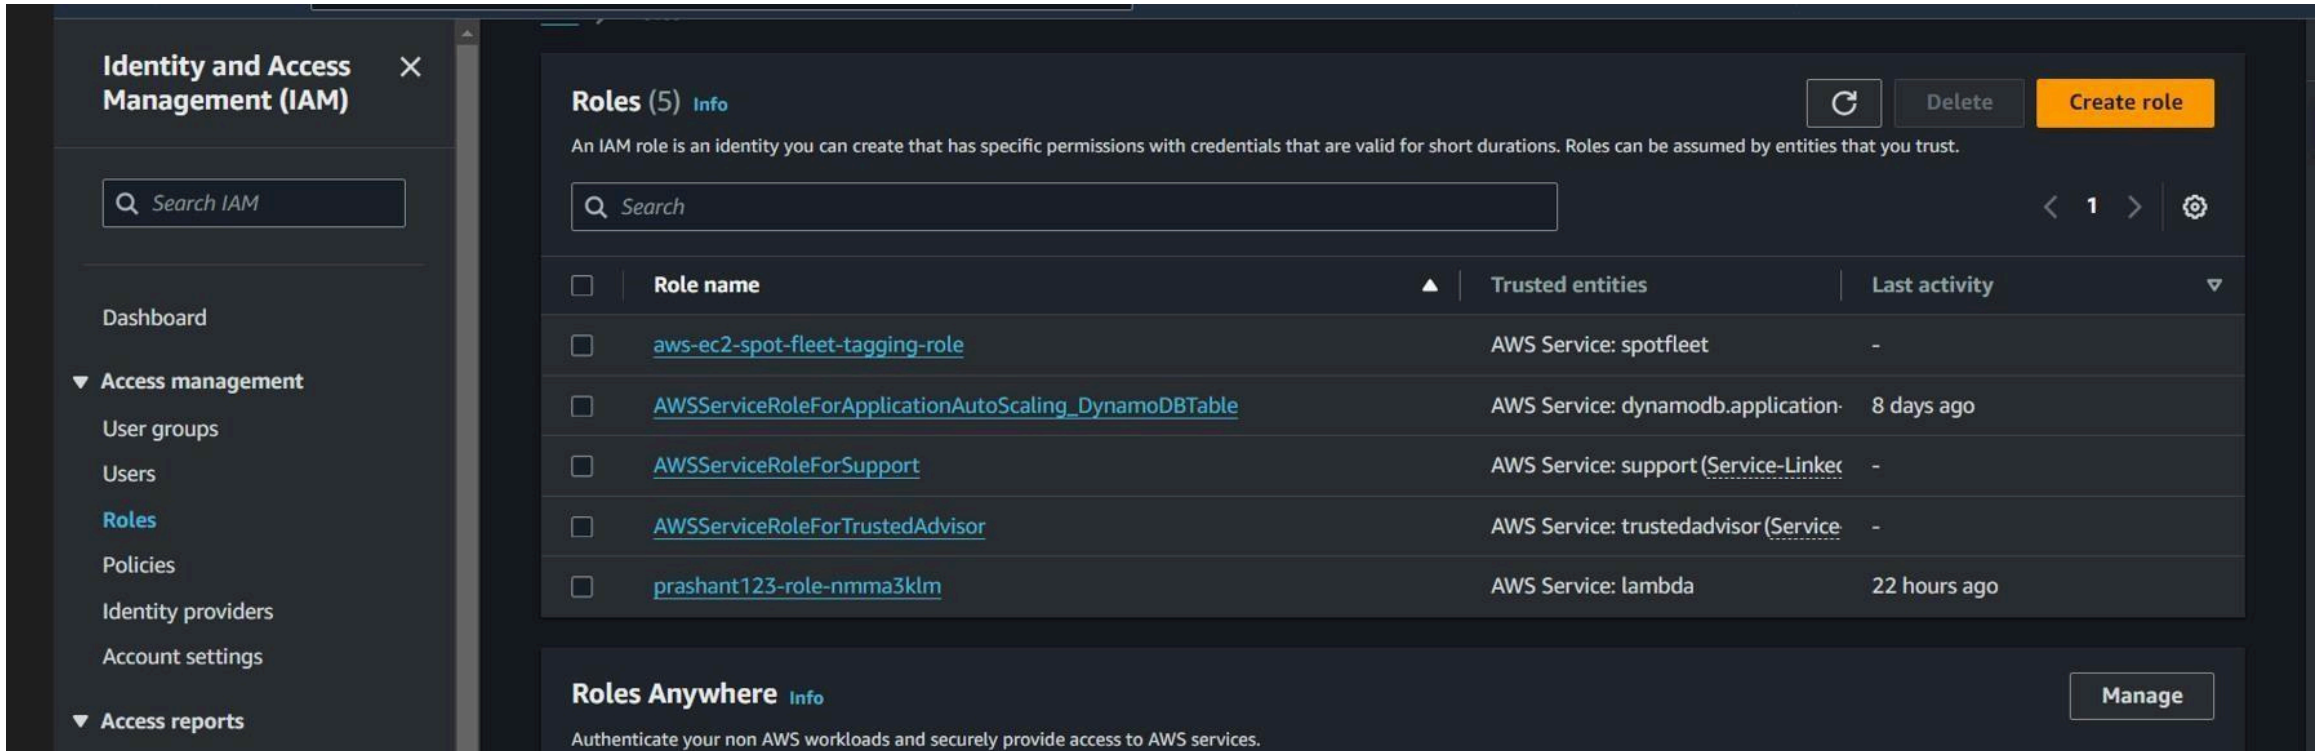 Identity and Access
Management (IAM)
Search IAM
Dashboard
Access management
User groups
Users
Roles
Policies
Identity providers
Account settings
Access reports
Roles (5) Info
Delete
Create role
An IAM role is an identity you can create that has specific permissions with credentials that are valid for short durations. Roles can be assumed by entities that you trust.
Search
1
Role name Trusted entities Last activity
aws-ec2-spot-fleet-tagging-role AWS Service: spotfleet -
AWSServiceRoleForApplicationAutoScaling_DynamoDBTable AWS Service: dynamodb.application- 8 days ago
AWSServiceRoleForSupport AWS Service: support (Service-Linked -
AWSServiceRoleForTrustedAdvisor AWS Service: trustedadvisor (Service- -
prashant123-role-nmma3klm AWS Service: lambda 22 hours ago
Roles Anywhere Info
Manage
Authenticate your non AWS workloads and securely provide access to AWS services.